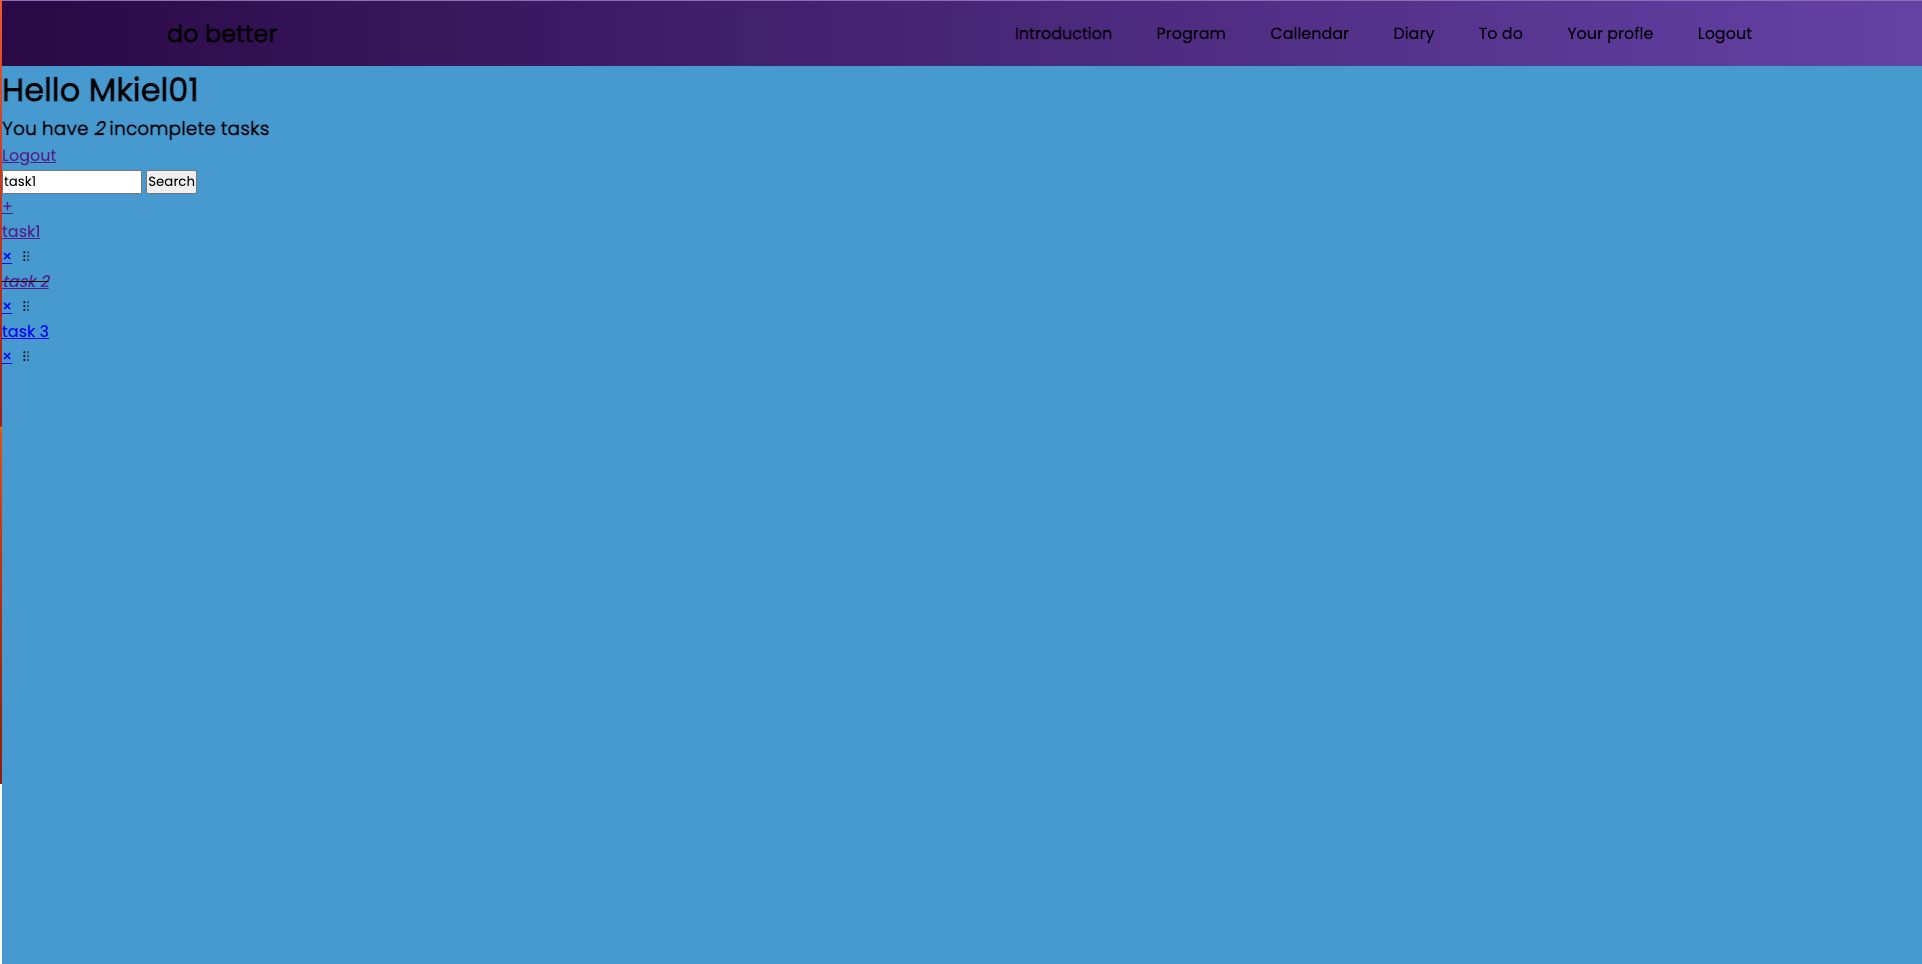 do better Introduction Program Callendar Diary To do Your profle Logout
Hello Mkiel01
You have 2 incomplete tasks
Logout
task1 Search
+
task1
× ⠿
task 2
× ⠿
task 3
× ⠿